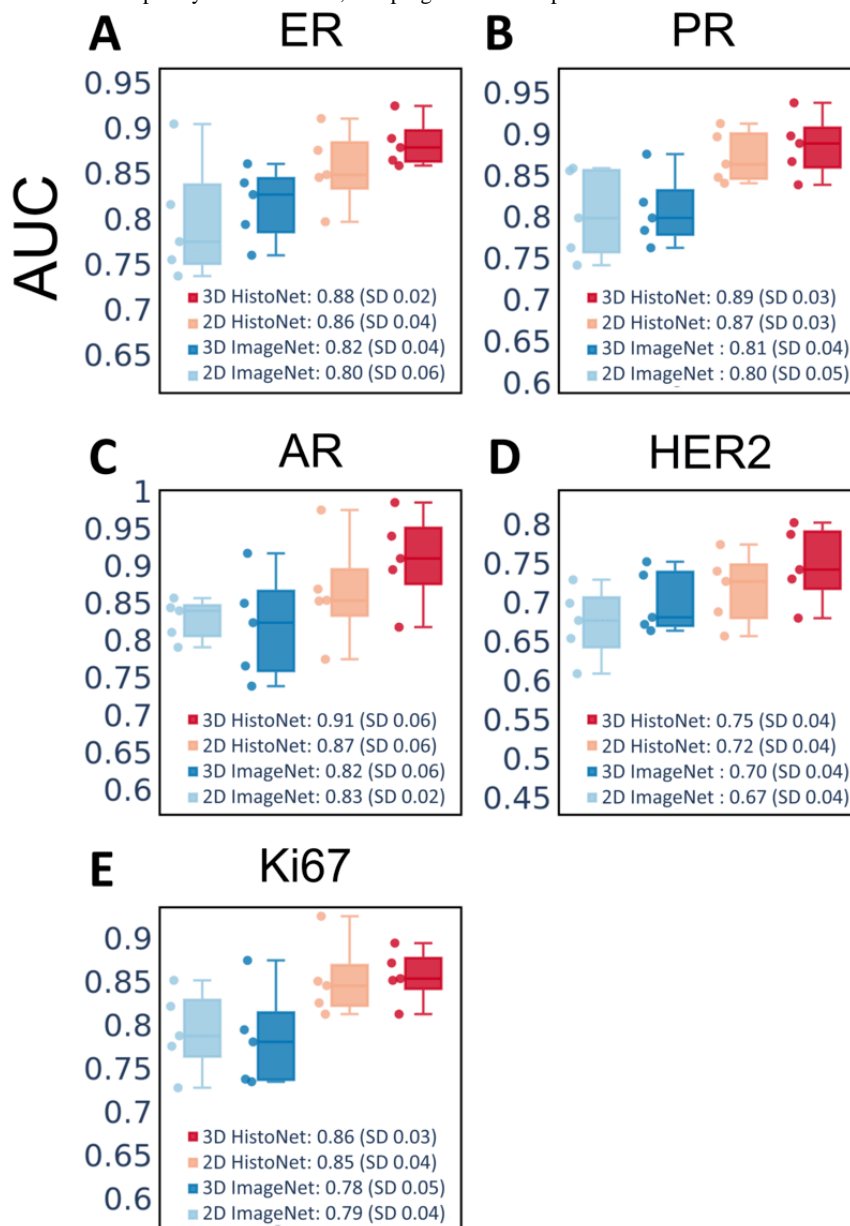 A ER
B PR
AUC
0.95
0.9
0.85
0.8
0.75
0.7
0.65
3D HistoNet: 0.88 (SD 0.02)
2D HistoNet: 0.86 (SD 0.04)
3D ImageNet: 0.82 (SD 0.04)
2D ImageNet: 0.80 (SD 0.06)
0.95
0.9
0.85
0.8
0.75
0.7
0.65
0.6
3D HistoNet: 0.89 (SD 0.03)
2D HistoNet: 0.87 (SD 0.03)
3D ImageNet : 0.81 (SD 0.04)
2D ImageNet : 0.80 (SD 0.05)
C AR
1
0.95
0.9
0.85
0.8
0.75
0.7
0.6
3D HistoNet: 0.91 (SD 0.06)
2D HistoNet: 0.87 (SD 0.06)
3D ImageNet: 0.82 (SD 0.06)
2D ImageNet: 0.83 (SD 0.02)
D HER2
0.8
0.75
0.7
0.65
0.6
0.55
0.5
0.45
3D HistoNet: 0.75 (SD 0.04)
2D HistoNet: 0.72 (SD 0.04)
3D ImageNet : 0.70 (SD 0.04)
2D ImageNet : 0.67 (SD 0.04)
E Ki67
0.9
0.85
0.8
0.75
0.7
0.65
0.6
3D HistoNet: 0.86 (SD 0.03)
2D HistoNet: 0.85 (SD 0.04)
3D ImageNet: 0.78 (SD 0.05)
2D ImageNet: 0.79 (SD 0.04)